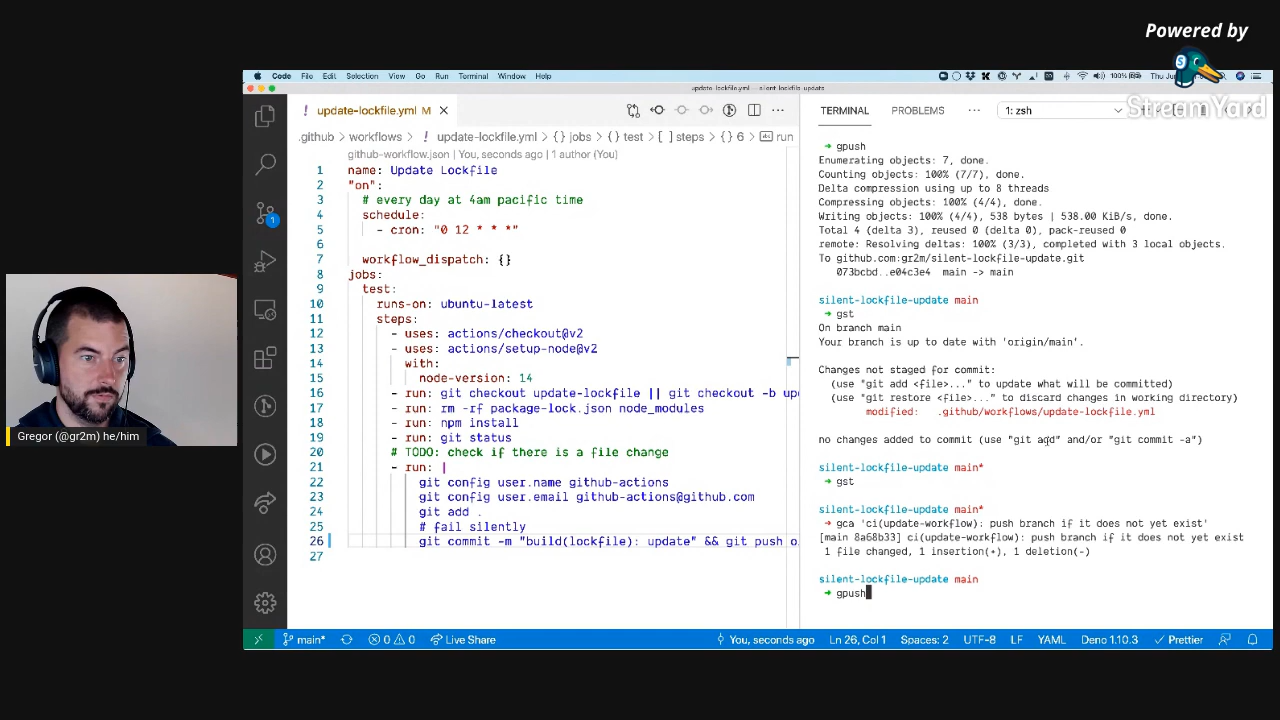 Powered by
StreamYard
Code File Edit Selection View Go Run Terminal Window Help
100%
update-lockfile.yml — silent-lockfile-update
update-lockfile.yml M
TERMINAL PROBLEMS ··· 1: zsh
.github > workflows > update-lockfile.yml > {} jobs > {} test > [ ] steps > {} 6 > run
github-workflow.json | You, seconds ago | 1 author (You)
1 name: Update Lockfile
2 "on":
3 # every day at 4am pacific time
4 schedule:
5 - cron: "0 12 * * *"
6
7 workflow_dispatch: {}
8 jobs:
9 test:
10 runs-on: ubuntu-latest
11 steps:
12 - uses: actions/checkout@v2
13 - uses: actions/setup-node@v2
14 with:
15 node-version: 14
16 - run: git checkout update-lockfile || git checkout -b up
17 - run: rm -rf package-lock.json node_modules
18 - run: npm install
19 - run: git status
20 # TODO: check if there is a file change
21 - run: |
22 git config user.name github-actions
23 git config user.email github-actions@github.com
24 git add .
25 # fail silently
26 git commit -m "build(lockfile): update" && git push o
27
➜ gpush
Enumerating objects: 7, done.
Counting objects: 100% (7/7), done.
Delta compression using up to 8 threads
Compressing objects: 100% (4/4), done.
Writing objects: 100% (4/4), 538 bytes | 538.00 KiB/s, done.
Total 4 (delta 3), reused 0 (delta 0), pack-reused 0
remote: Resolving deltas: 100% (3/3), completed with 3 local objects.
To github.com:gr2m/silent-lockfile-update.git
073bcbd..e04c3e4 main -> main
silent-lockfile-update main
➜ gst
On branch main
Your branch is up to date with 'origin/main'.
Changes not staged for commit:
(use "git add <file>..." to update what will be committed)
(use "git restore <file>..." to discard changes in working directory)
modified: .github/workflows/update-lockfile.yml
no changes added to commit (use "git add" and/or "git commit -a")
silent-lockfile-update main*
➜ gst
silent-lockfile-update main*
➜ gca 'ci(update-workflow): push branch if it does not yet exist'
[main 8a68b33] ci(update-workflow): push branch if it does not yet exist
1 file changed, 1 insertion(+), 1 deletion(-)
silent-lockfile-update main
➜ gpush
Gregor (@gr2m) he/him
1
main* 0 0 Live Share You, seconds ago Ln 26, Col 1 Spaces: 2 UTF-8 LF YAML Deno 1.10.3 Prettier